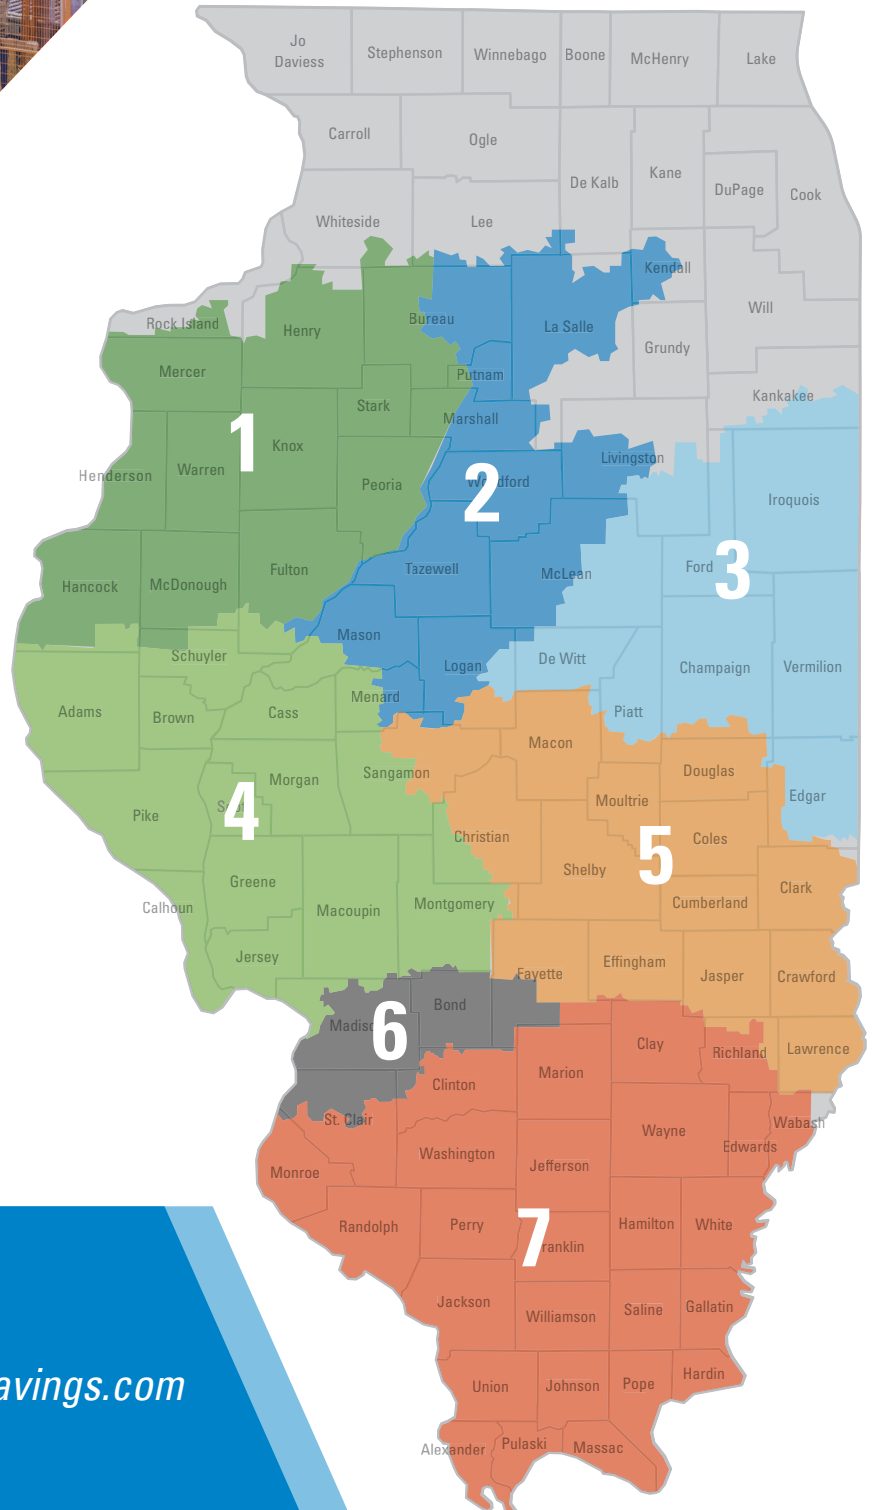 Jo
Daviess
Stephenson
Winnebago
Boone
McHenry
Lake
Carroll
Ogle
De Kalb
Kane
DuPage
Cook
Whiteside
Lee
Kendall
Rock Island
Henry
Bureau
La Salle
Will
Grundy
Mercer
Putnam
Kankakee
Stark
Marshall
1
Knox
Henderson
Warren
Peoria
2
Woodford
Livingston
Iroquois
Hancock
McDonough
Fulton
Tazewell
McLean
Ford
3
Mason
Schuyler
Logan
De Witt
Champaign
Vermilion
Menard
Adams
Brown
Cass
Piatt
Macon
Sangamon
Morgan
Douglas
Moultrie
Edgar
Pike
4
Christian
Coles
Shelby
5
Greene
Clark
Calhoun
Macoupin
Montgomery
Cumberland
Jersey
Fayette
Effingham
Jasper
Crawford
Bond
6
Clay
Richland
Lawrence
Marion
Clinton
St. Clair
Wayne
Wabash
Edwards
Washington
Jefferson
Monroe
Randolph
Perry
7
ranklin
Hamilton
White
Jackson
Williamson
Saline
Gallatin
Union
Johnson
Pope
Hardin
Alexander
Pulaski
Massac
avings.com